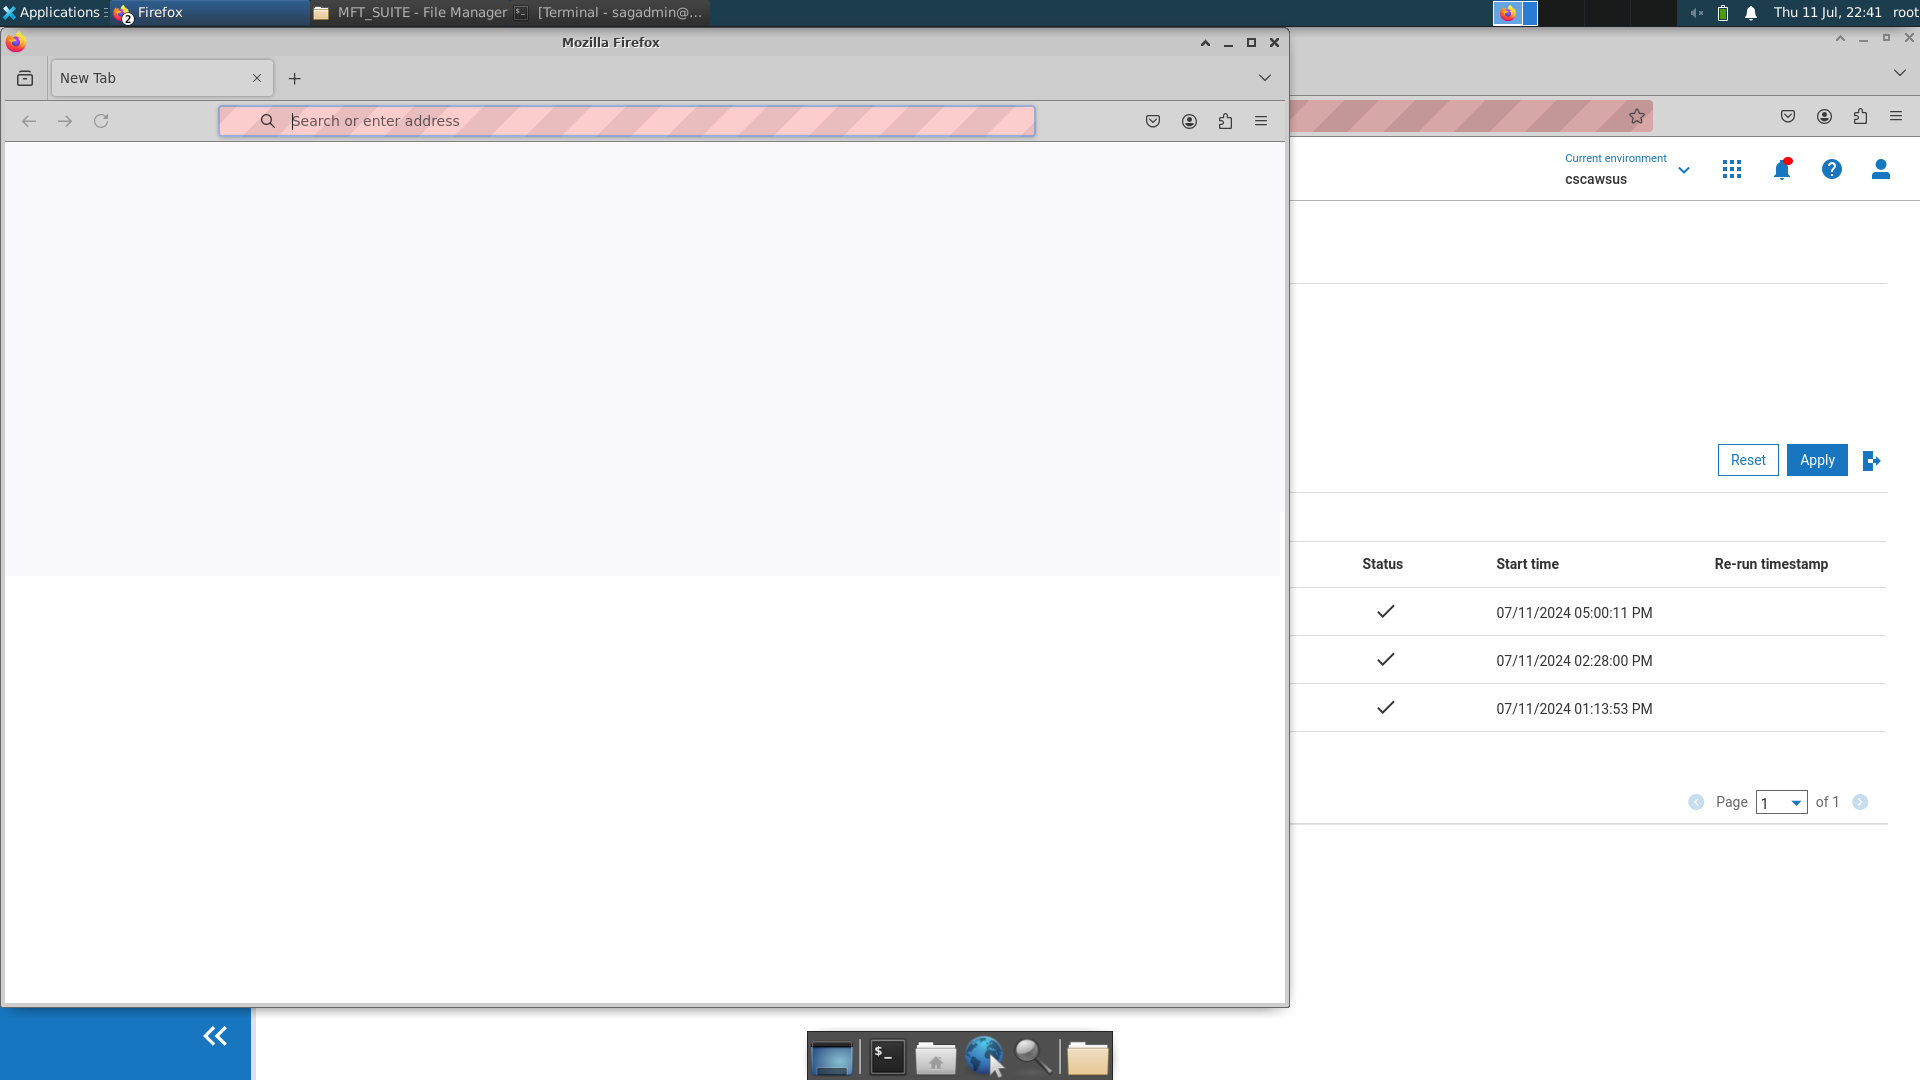 Applications
2
Firefox
MFT_SUITE - File Manager
[Terminal - sagadmin@...
Thu 11 Jul, 22:41
root
Mozilla Firefox
New Tab
Search or enter address
Current environment
cscawsus
Reset
Apply
Status
Start time
Re-run timestamp
07/11/2024 05:00:11 PM
07/11/2024 02:28:00 PM
07/11/2024 01:13:53 PM
Page
1
of 1
$_